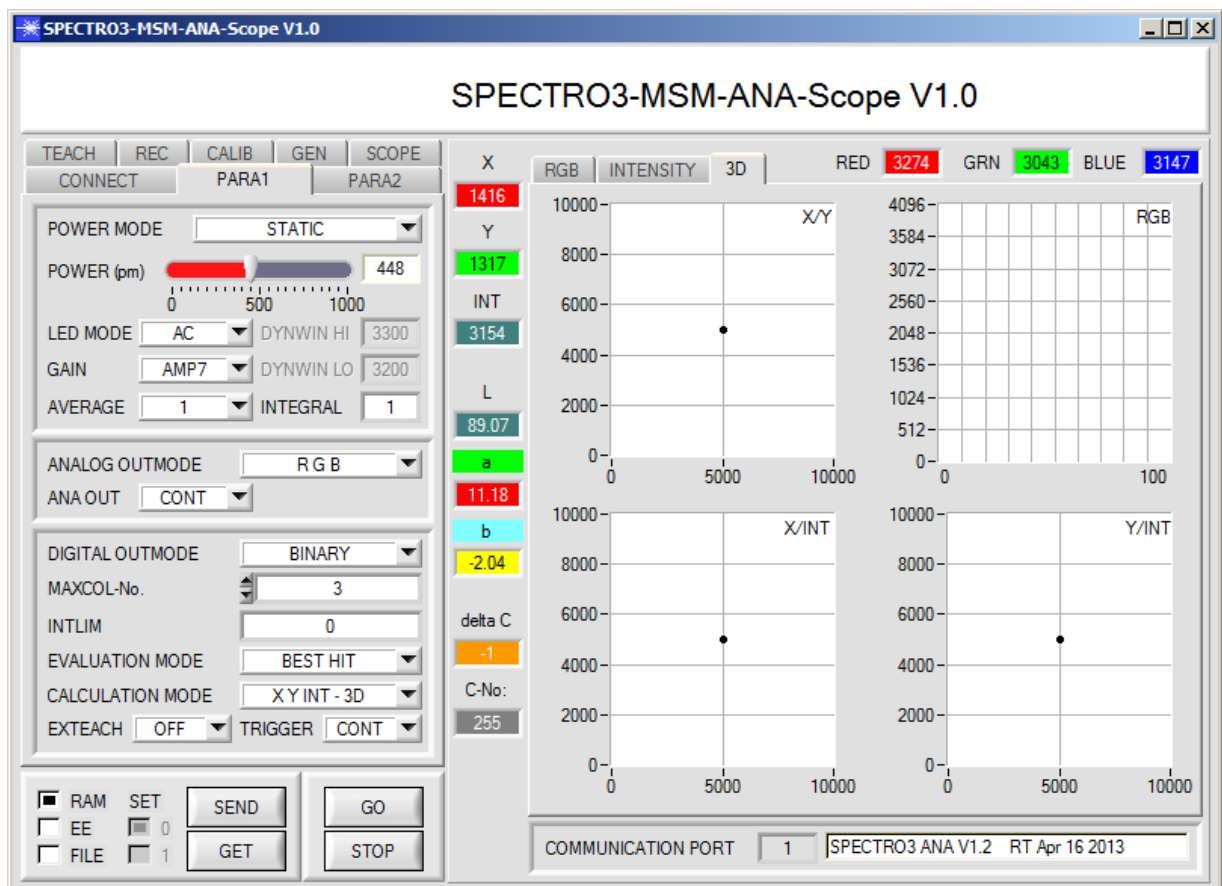 SPECTRO3-MSM-ANA-Scope V1.0
SPECTRO3-MSM-ANA-Scope V1.0
TEACH REC CALIB GEN SCOPE
CONNECT PARA1 PARA2
POWER MODE STATIC
POWER (pm) 448
0 500 1000
LED MODE AC DYNWIN HI 3300
GAIN AMP7 DYNWIN LO 3200
AVERAGE 1 INTEGRAL 1
ANALOG OUTMODE R G B
ANA OUT CONT
DIGITAL OUTMODE BINARY
MAXCOL-No. 3
INTLIM 0
EVALUATION MODE BEST HIT
CALCULATION MODE X Y INT - 3D
EXTEACH OFF TRIGGER CONT
RAM SET SEND GO
EE 0
FILE 1 GET STOP
X
1416
Y
1317
INT
3154
L
89.07
a
11.18
b
-2.04
delta C
-1
C-No:
255
RGB INTENSITY 3D RED 3274 GRN 3043 BLUE 3147
X/Y
10000
8000
6000
4000
2000
0
0 5000 10000
RGB
4096
3584
3072
2560
2048
1536
1024
512
0
0 100
X/INT
10000
8000
6000
4000
2000
0
0 5000 10000
Y/INT
10000
8000
6000
4000
2000
0
0 5000 10000
COMMUNICATION PORT 1 SPECTRO3 ANA V1.2 RT Apr 16 2013